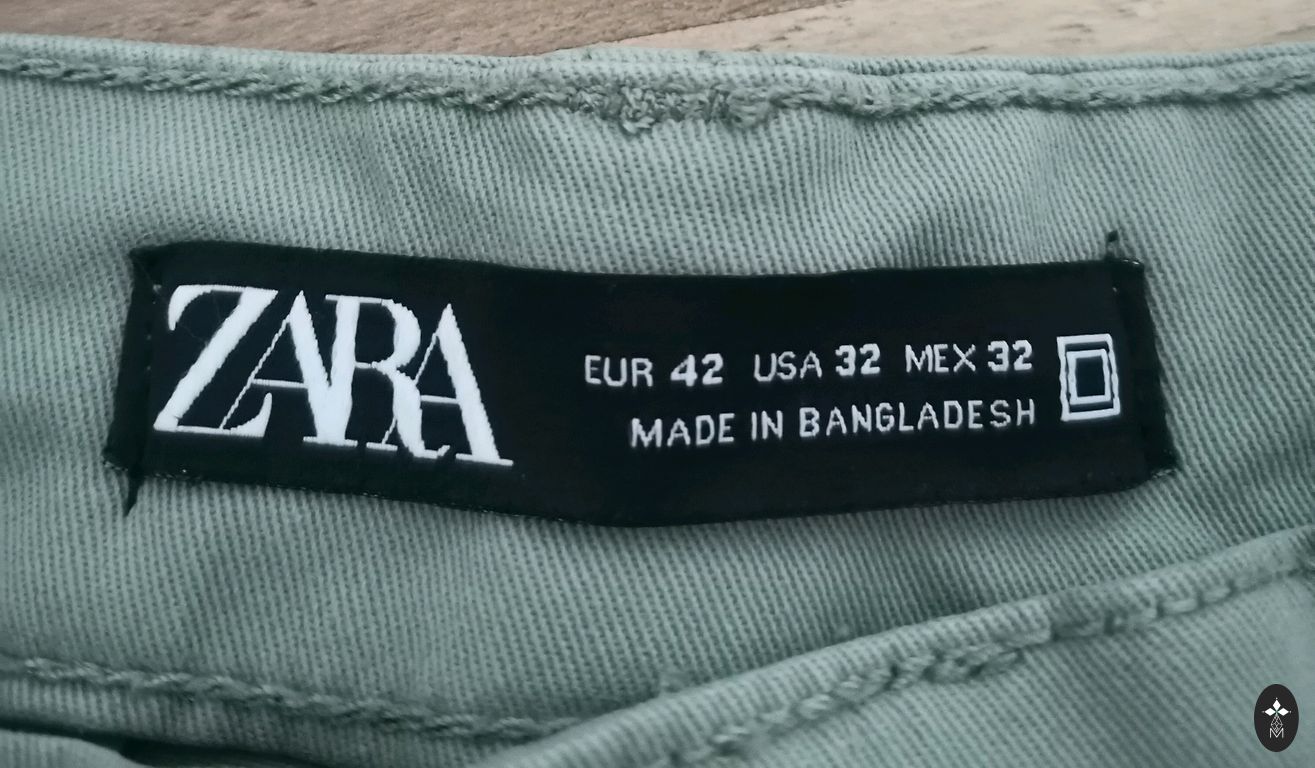 ZARA
EUR 42 USA 32 MEX 32
MADE IN BANGLADESH
M